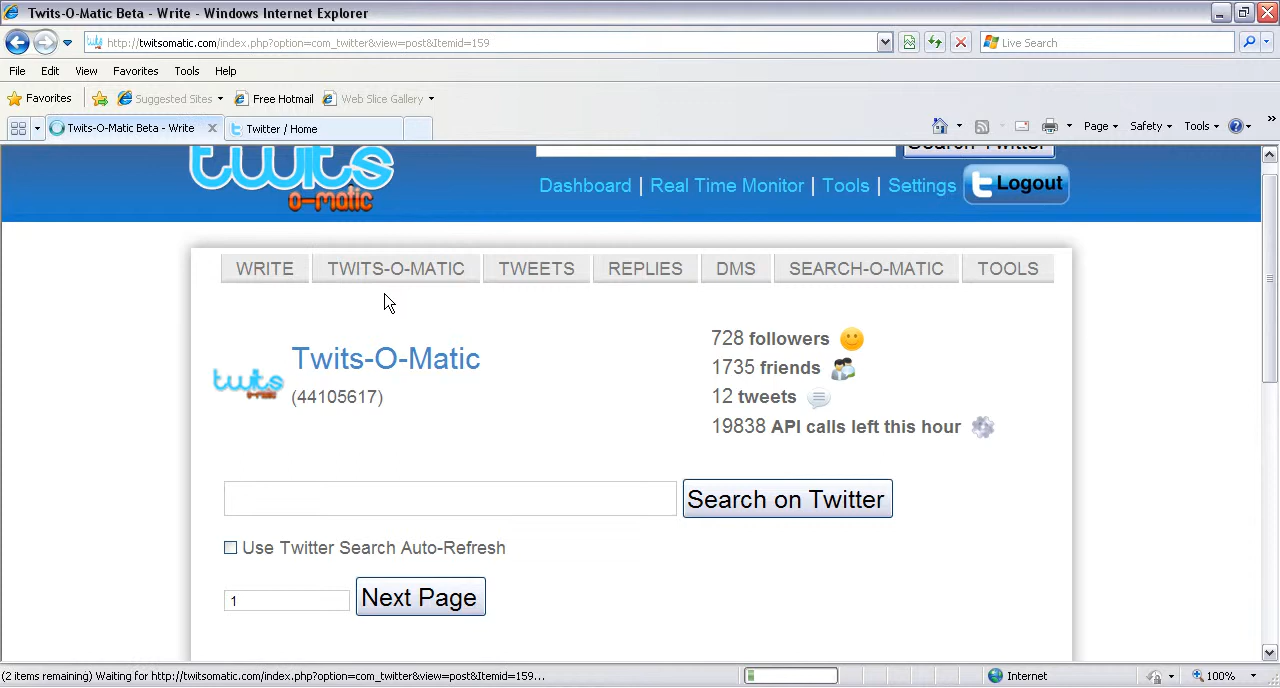 Twits-O-Matic Beta - Write - Windows Internet Explorer
http://twitsomatic.com/index.php?option=com_twitter&view=post&Itemid=159
Live Search
File Edit View Favorites Tools Help
Favorites Suggested Sites Free Hotmail Web Slice Gallery
Twits-O-Matic Beta - Write Twitter / Home Page Safety Tools
twits
o-matic
Search Twitter
Dashboard | Real Time Monitor | Tools | Settings Logout
WRITE TWITS-O-MATIC TWEETS REPLIES DMS SEARCH-O-MATIC TOOLS
728 followers
Twits-O-Matic
1735 friends
twits
o-matic
(44105617)
12 tweets
19838 API calls left this hour
Search on Twitter
Use Twitter Search Auto-Refresh
1 Next Page
(2 items remaining) Waiting for http://twitsomatic.com/index.php?option=com_twitter&view=post&Itemid=159... Internet 100%